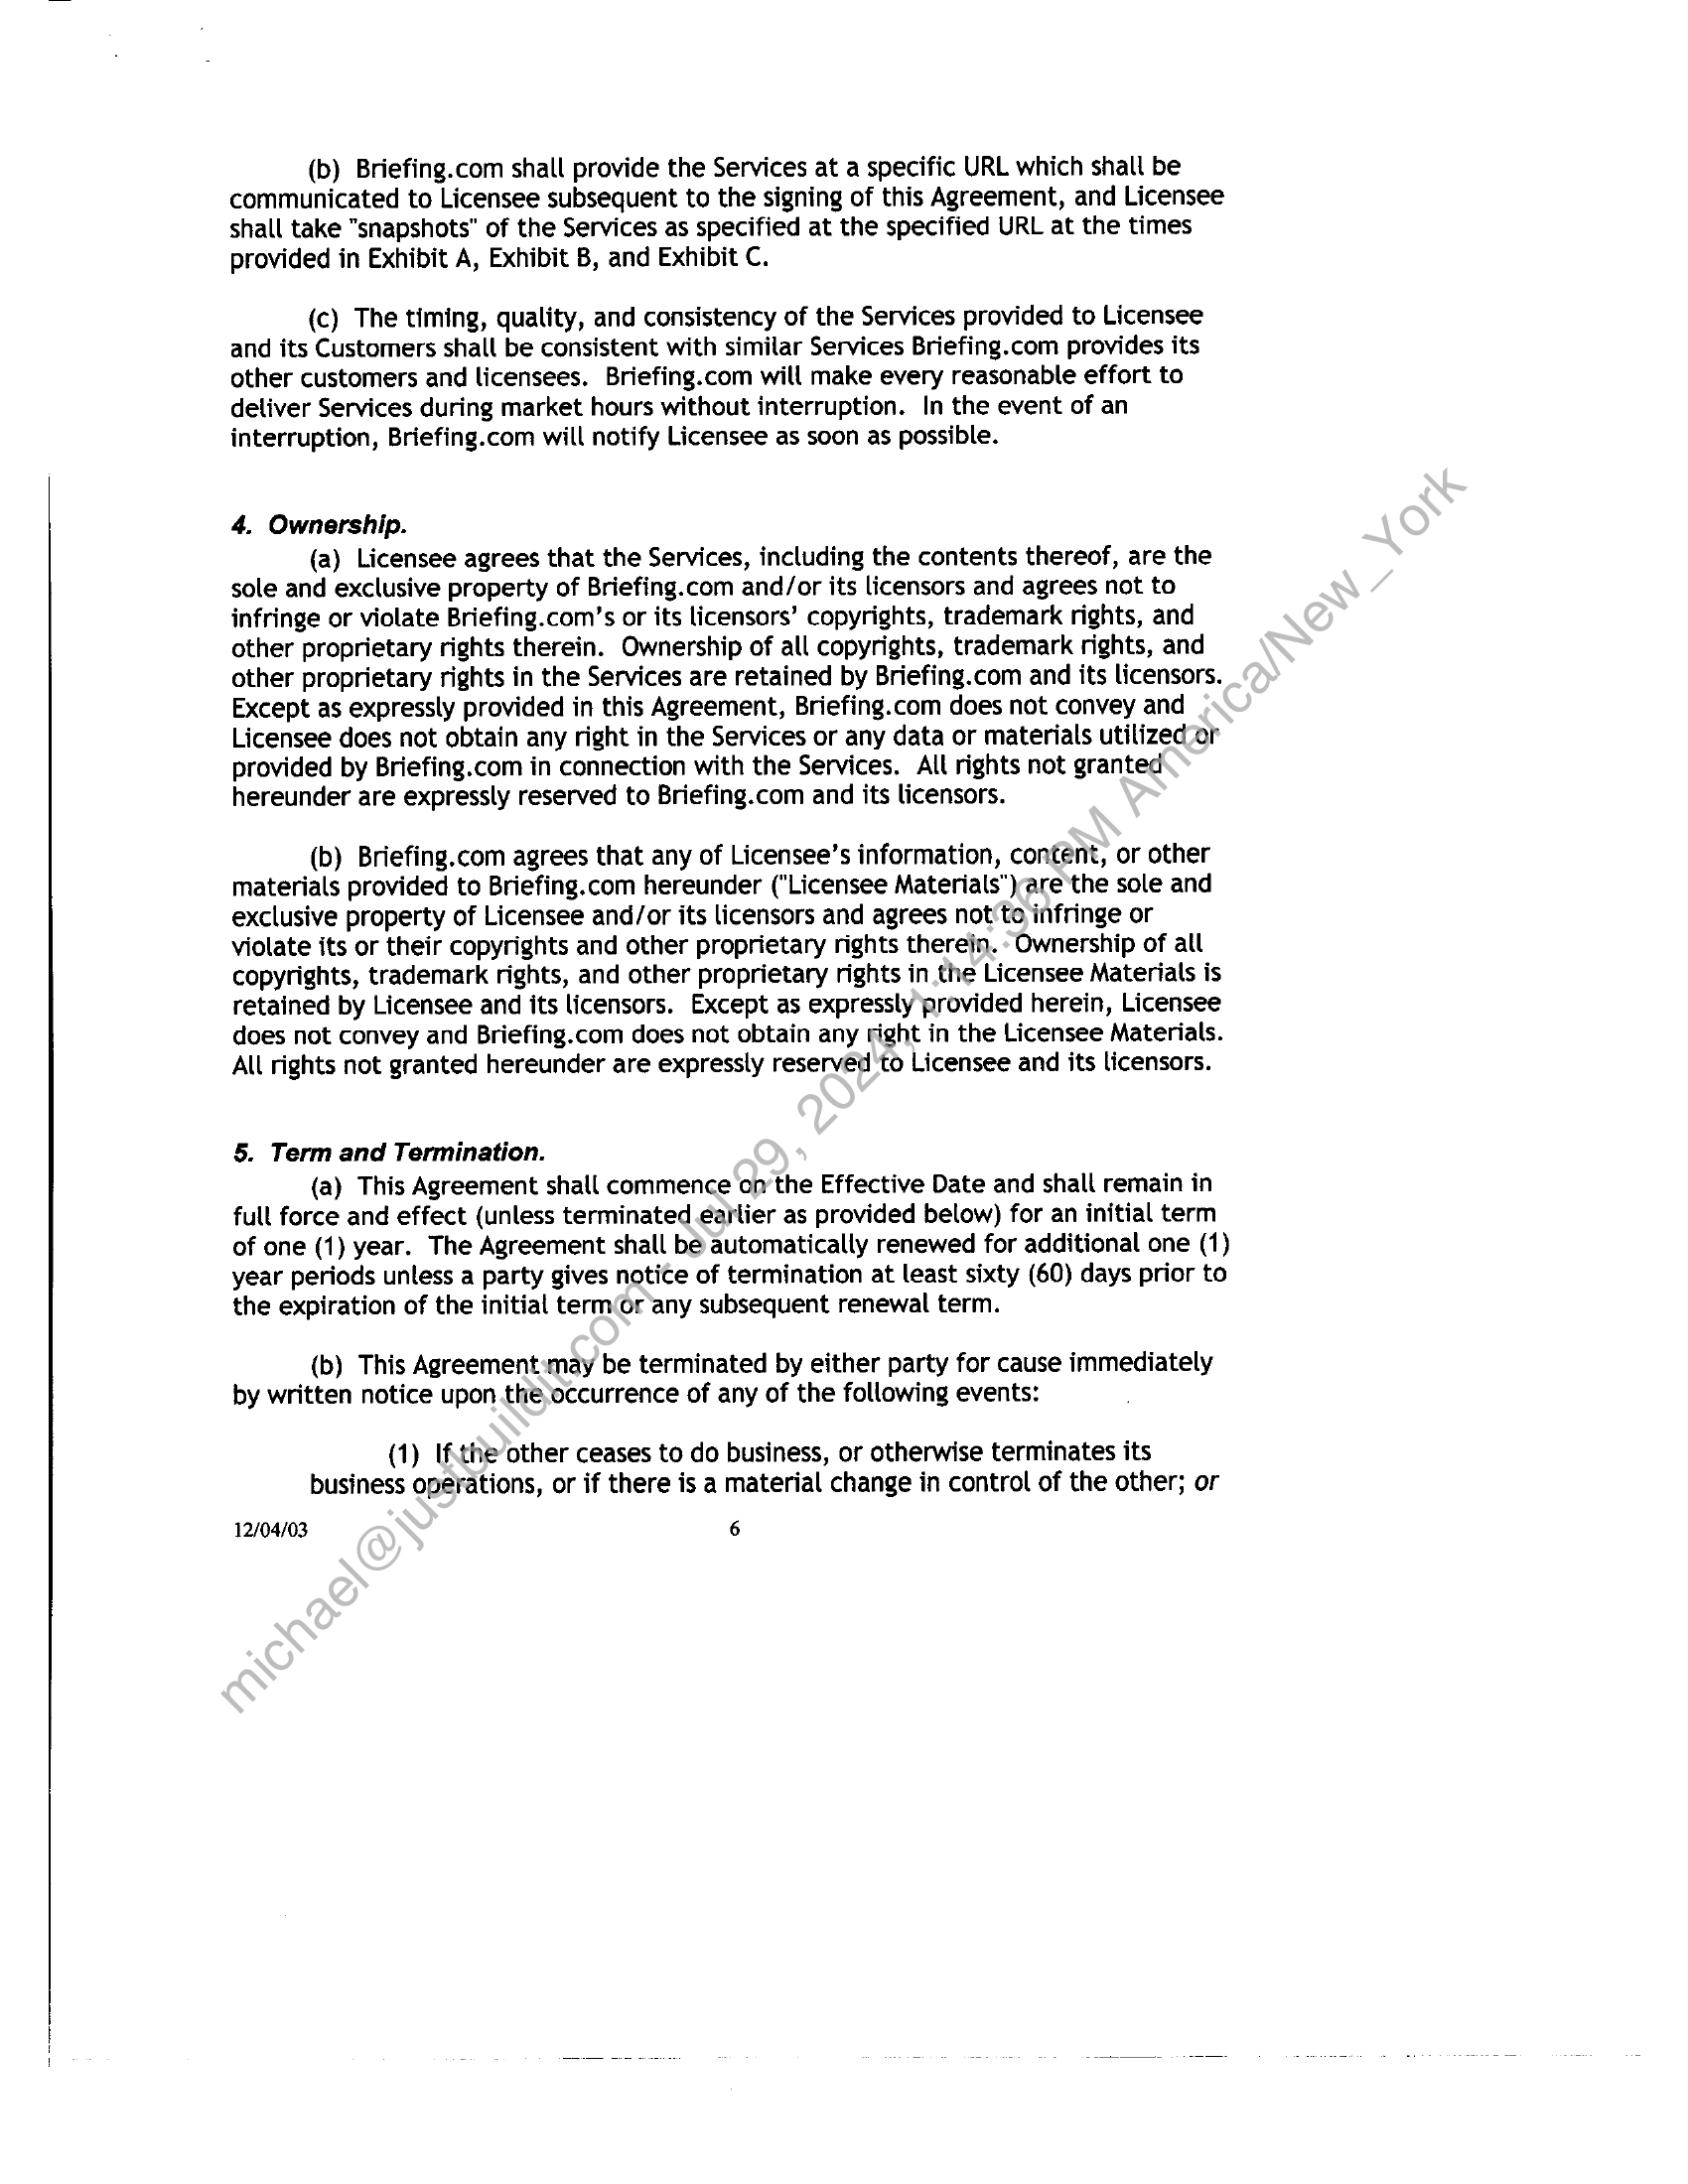 (b) Briefing.com shall provide the Services at a specific URL which shall be
communicated to Licensee subsequent to the signing of this Agreement, and Licensee
shall take "snapshots" of the Services as specified at the specified URL at the times
provided in Exhibit A, Exhibit B, and Exhibit C.
(c) The timing, quality, and consistency of the Services provided to Licensee
and its Customers shall be consistent with similar Services Briefing.com provides its
other customers and licensees. Briefing.com will make every reasonable effort to
deliver Services during market hours without interruption. In the event of an
interruption, Briefing.com will notify Licensee as soon as possible.
4. Ownership.
(a) Licensee agrees that the Services, including the contents thereof, are the
sole and exclusive property of Briefing.com and/or its licensors and agrees not to
infringe or violate Briefing.com's or its licensors' copyrights, trademark rights, and
other proprietary rights therein. Ownership of all copyrights, trademark rights, and
other proprietary rights in the Services are retained by Briefing.com and its licensors.
Except as expressly provided in this Agreement, Briefing.com does not convey and
Licensee does not obtain any right in the Services or any data or materials utilized or
provided by Briefing.com in connection with the Services. All rights not granted
hereunder are expressly reserved to Briefing.com and its licensors.
(b) Briefing.com agrees that any of Licensee's information, content, or other
materials provided to Briefing.com hereunder ("Licensee Materials") are the sole and
exclusive property of Licensee and/or its licensors and agrees not to infringe or
violate its or their copyrights and other proprietary rights therein. Ownership of all
copyrights, trademark rights, and other proprietary rights in the Licensee Materials is
retained by Licensee and its licensors. Except as expressly provided herein, Licensee
does not convey and Briefing.com does not obtain any right in the Licensee Materials.
All rights not granted hereunder are expressly reserved to Licensee and its licensors.
5. Term and Termination.
(a) This Agreement shall commence on the Effective Date and shall remain in
full force and effect (unless terminated earlier as provided below) for an initial term
of one (1) year. The Agreement shall be automatically renewed for additional one (1)
year periods unless a party gives notice of termination at least sixty (60) days prior to
the expiration of the initial term or any subsequent renewal term.
(b) This Agreement may be terminated by either party for cause immediately
by written notice upon the occurrence of any of the following events:
(1) If the other ceases to do business, or otherwise terminates its
business operations, or if there is a material change in control of the other; or
12/04/03 6
michael@justbuildit.com - Jul 29, 2024, 1:14:36 PM America/New_York